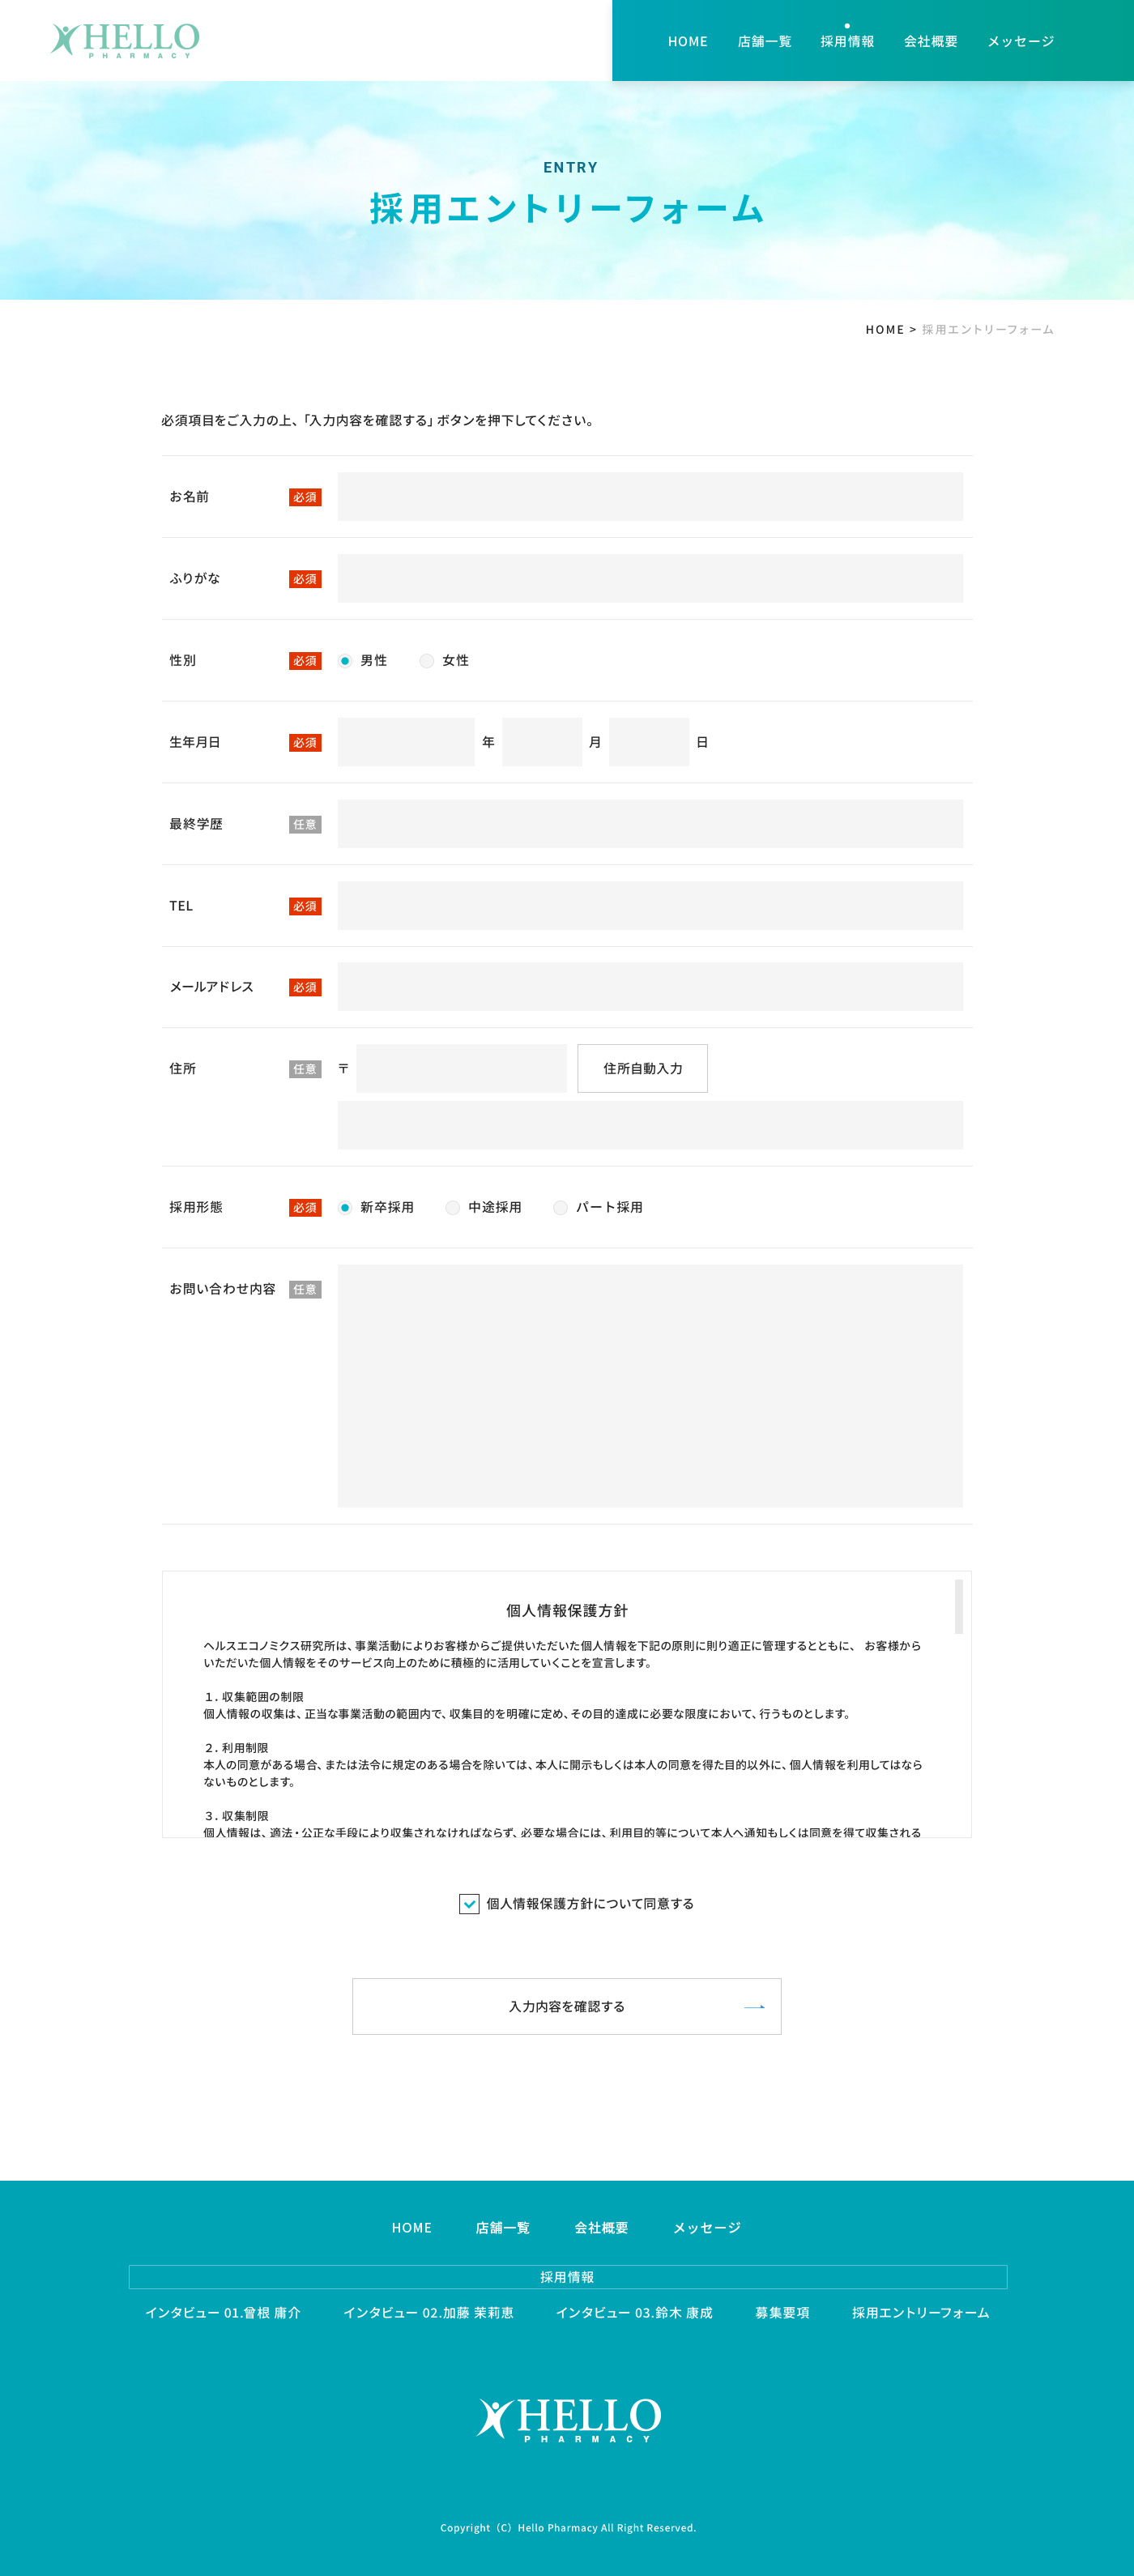 HELLO
PHARMACY
HOME 店舗一覧 採用情報 会社概要 メッセージ
ENTRY
採用エントリーフォーム
HOME > 採用エントリーフォーム
必須項目をご入力の上、「入力内容を確認する」ボタンを押下してください。
お名前 必須
ふりがな 必須
性別 必須 男性 女性
生年月日 必須 年 月 日
最終学歴 任意
TEL 必須
メールアドレス 必須
住所 任意 〒 住所自動入力
採用形態 必須 新卒採用 中途採用 パート採用
お問い合わせ内容 任意
個人情報保護方針
ヘルスエコノミクス研究所は、事業活動によりお客様からご提供いただいた個人情報を下記の原則に則り適正に管理するとともに、 お客様から
いただいた個人情報をそのサービス向上のために積極的に活用していくことを宣言します。
１．収集範囲の制限
個人情報の収集は、正当な事業活動の範囲内で、収集目的を明確に定め、その目的達成に必要な限度において、行うものとします。
２．利用制限
本人の同意がある場合、または法令に規定のある場合を除いては、本人に開示もしくは本人の同意を得た目的以外に、個人情報を利用してはなら
ないものとします。
３．収集制限
個人情報は、適法・公正な手段により収集されなければならず、必要な場合には、利用目的等について本人へ通知もしくは同意を得て収集される
個人情報保護方針について同意する
入力内容を確認する
HOME 店舗一覧 会社概要 メッセージ
採用情報
インタビュー 01.曾根 庸介 インタビュー 02.加藤 茉莉恵 インタビュー 03.鈴木 康成 募集要項 採用エントリーフォーム
HELLO
PHARMACY
Copyright（C）Hello Pharmacy All Right Reserved.